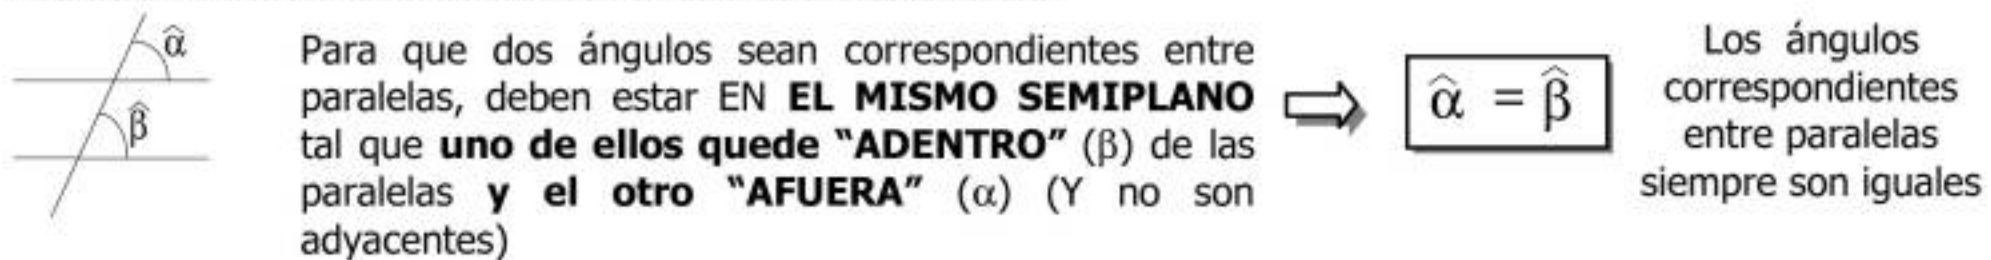 α̂
β̂
Para que dos ángulos sean correspondientes entre
paralelas, deben estar EN EL MISMO SEMIPLANO
tal que uno de ellos quede “ADENTRO” (β) de las
paralelas y el otro “AFUERA” (α) (Y no son
adyacentes)
α̂ = β̂
Los ángulos
correspondientes
entre paralelas
siempre son iguales